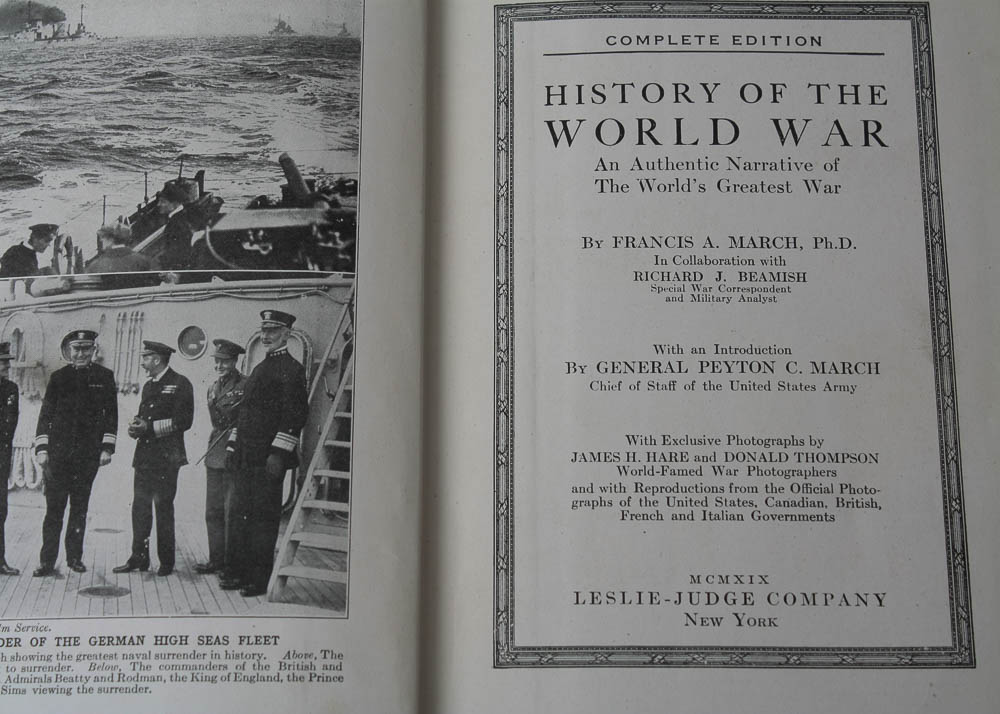 m Service.
DER OF THE GERMAN HIGH SEAS FLEET
h showing the greatest naval surrender in history. Above, The
to surrender. Below, The commanders of the British and
Admirals Beatty and Rodman, the King of England, the Prince
Sims viewing the surrender.
COMPLETE EDITION
HISTORY OF THE
WORLD WAR
An Authentic Narrative of
The World's Greatest War
By FRANCIS A. MARCH, Ph.D.
In Collaboration with
RICHARD J. BEAMISH
Special War Correspondent
and Military Analyst
With an Introduction
By GENERAL PEYTON C. MARCH
Chief of Staff of the United States Army
With Exclusive Photographs by
JAMES H. HARE and DONALD THOMPSON
World-Famed War Photographers
and with Reproductions from the Official Photo-
graphs of the United States, Canadian, British,
French and Italian Governments
MCMXIX
LESLIE-JUDGE COMPANY
New York